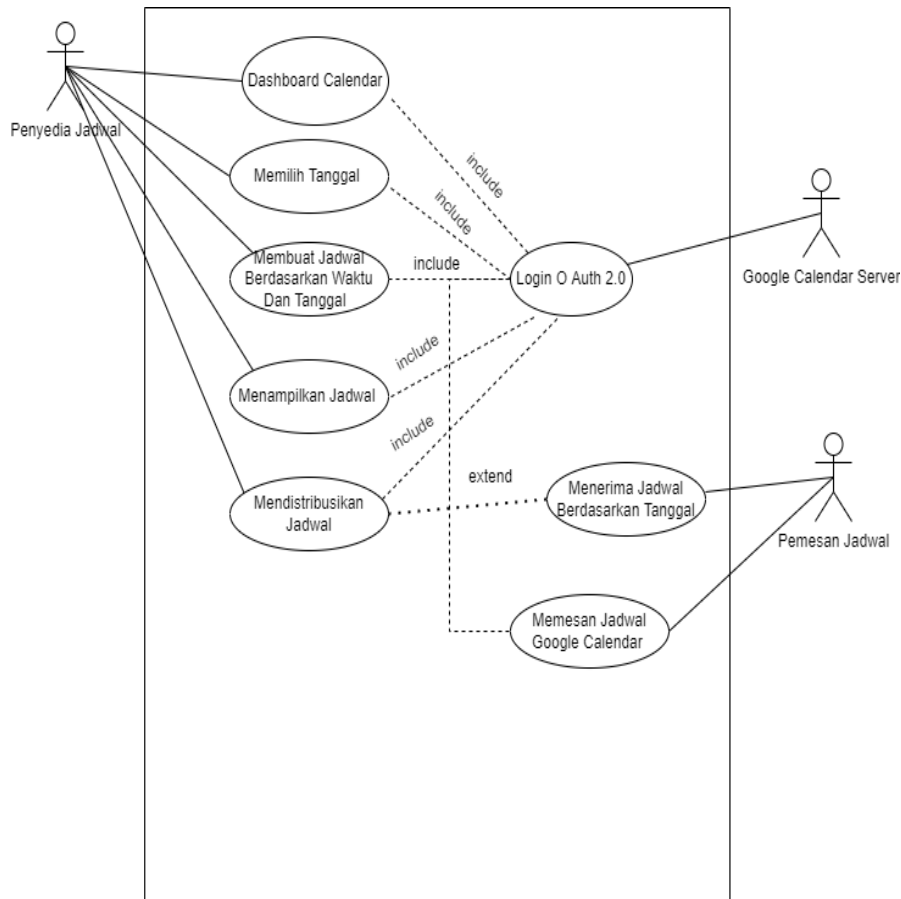 Penyedia Jadwal
Dashboard Calendar
include
Memilih Tanggal
include
Membuat Jadwal
Berdasarkan Waktu
Dan Tanggal
include
Login O Auth 2.0
Google Calendar Server
Menampilkan Jadwal
include
include
Mendistribusikan
Jadwal
extend
Menerima Jadwal
Berdasarkan Tanggal
Pemesan Jadwal
Memesan Jadwal
Google Calendar